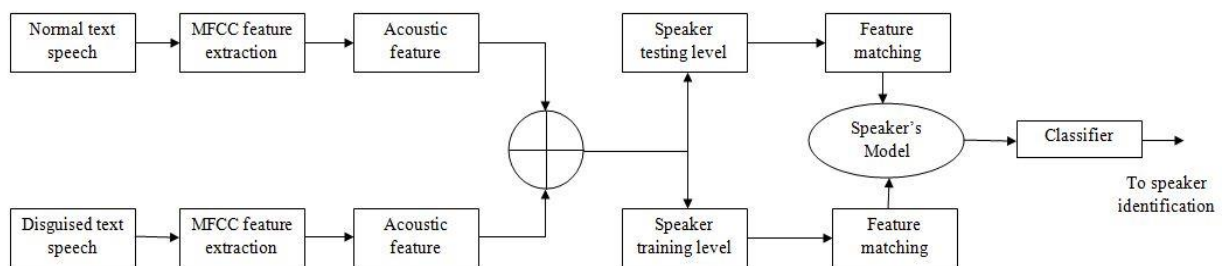 Normal text
speech
MFCC feature
extraction
Acoustic
feature
Speaker
testing level
Feature
matching
Speaker's
Model
Classifier
To speaker
identification
Disguised text
speech
MFCC feature
extraction
Acoustic
feature
Speaker
training level
Feature
matching